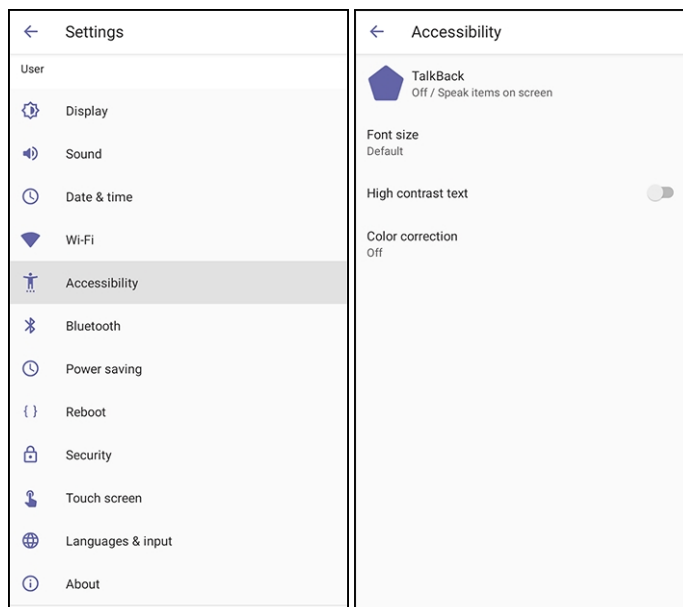 Settings
User
Display
Sound
Date & time
Wi-Fi
Accessibility
Bluetooth
Power saving
{ } Reboot
Security
Touch screen
Languages & input
About
Accessibility
TalkBack
Off / Speak items on screen
Font size
Default
High contrast text
Color correction
Off